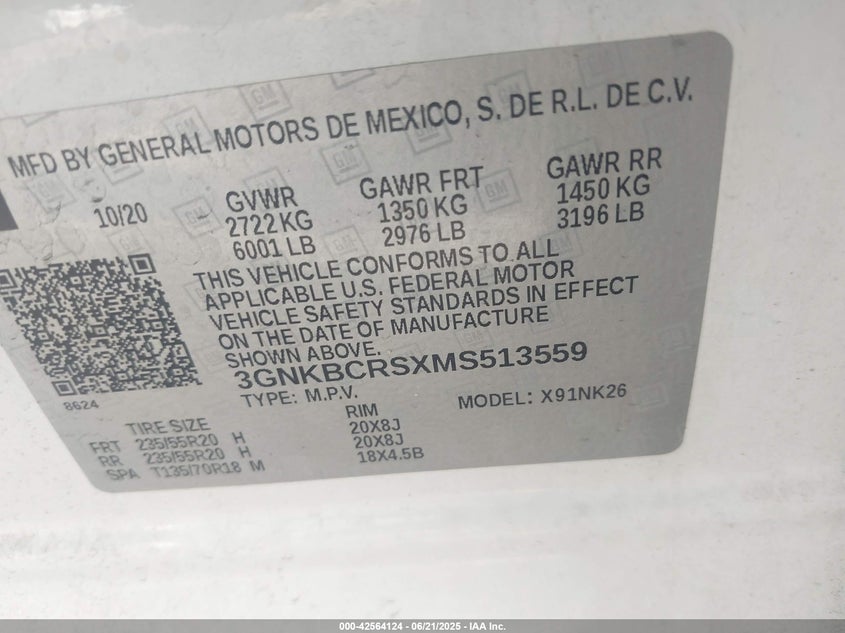 MFD BY GENERAL MOTORS DE MEXICO, S. DE R.L. DE C.V.
10/20 GVWR GAWR FRT GAWR RR
2722 KG 1350 KG 1450 KG
6001 LB 2976 LB 3196 LB
THIS VEHICLE CONFORMS TO ALL
APPLICABLE U.S. FEDERAL MOTOR
VEHICLE SAFETY STANDARDS IN EFFECT
ON THE DATE OF MANUFACTURE
SHOWN ABOVE.
3GNKBCRSXMS513559
8624 TYPE: M.P.V. MODEL: X91NK26
TIRE SIZE RIM
FRT 235/55R20 H 20X8J
RR 235/55R20 H 20X8J
SPA T135/70R18 M 18X4.5B
000-42564124 - 06/21/2025 - IAA Inc.